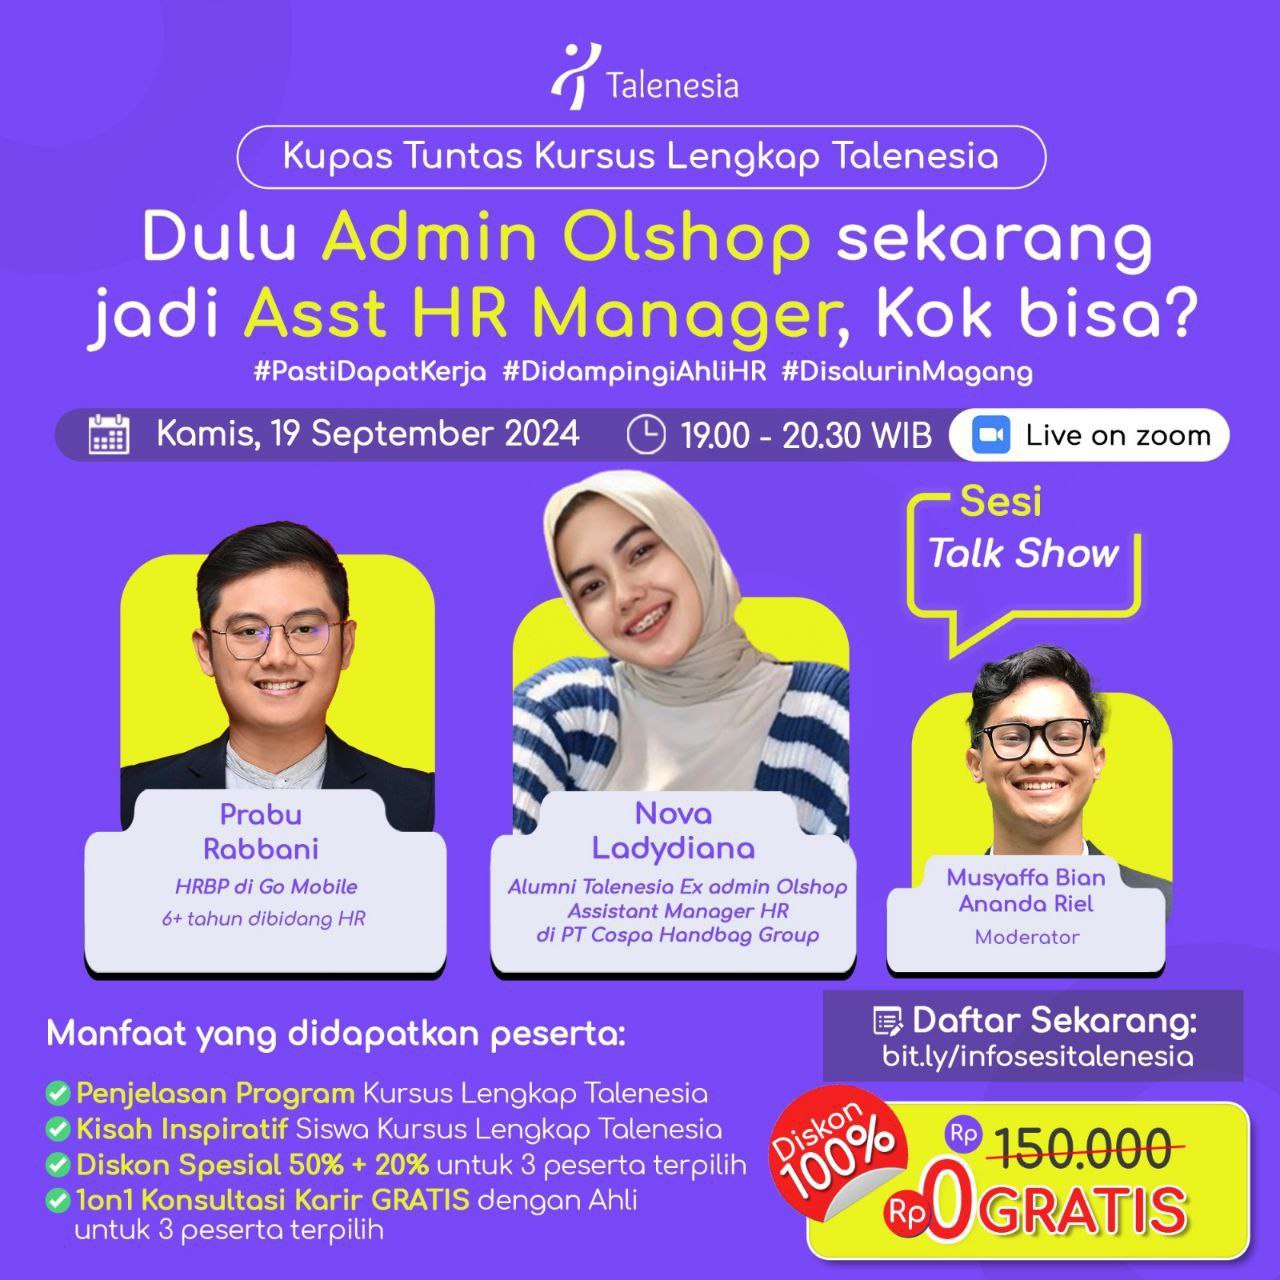 Talenesia
Kupas Tuntas Kursus Lengkap Talenesia
Dulu Admin Olshop sekarang
jadi Asst HR Manager, Kok bisa?
#PastiDapatKerja #DidampingiAhliHR #DisalurinMagang
Kamis, 19 September 2024
19.00 - 20.30 WIB
Live on zoom
Sesi
Talk Show
Prabu
Rabbani
HRBP di Go Mobile
6+ tahun dibidang HR
Nova
Ladydiana
Alumni Talenesia Ex admin Olshop
Assistant Manager HR
di PT Cospa Handbag Group
Musyaffa Bian
Ananda Riel
Moderator
Manfaat yang didapatkan peserta:
Penjelasan Program Kursus Lengkap Talenesia
Kisah Inspiratif Siswa Kursus Lengkap Talenesia
Diskon Spesial 50% + 20% untuk 3 peserta terpilih
1on1 Konsultasi Karir GRATIS dengan Ahli
untuk 3 peserta terpilih
Daftar Sekarang:
bit.ly/infosesitalenesia
Diskon
100%
Rp 150.000
Rp 0 GRATIS